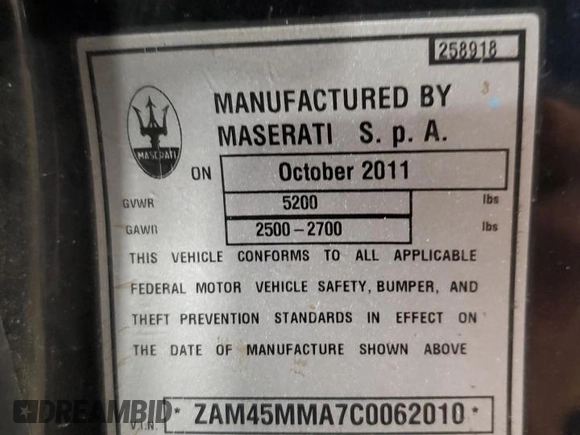 258918
MANUFACTURED BY
MASERATI S.p.A.
MASERATI
ON October 2011
GVWR 5200 lbs
GAWR 2500-2700 lbs
THIS VEHICLE CONFORMS TO ALL APPLICABLE
FEDERAL MOTOR VEHICLE SAFETY, BUMPER, AND
THEFT PREVENTION STANDARDS IN EFFECT ON
THE DATE OF MANUFACTURE SHOWN ABOVE
V.I.N. * ZAM45MMA7C0062010 *
DREAMBID